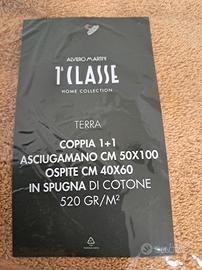 ALVIERO MARTINI
1ª CLASSE
HOME COLLECTION
TERRA
COPPIA 1+1
ASCIUGAMANO CM 50X100
OSPITE CM 40X60
IN SPUGNA DI COTONE
520 GR/M²